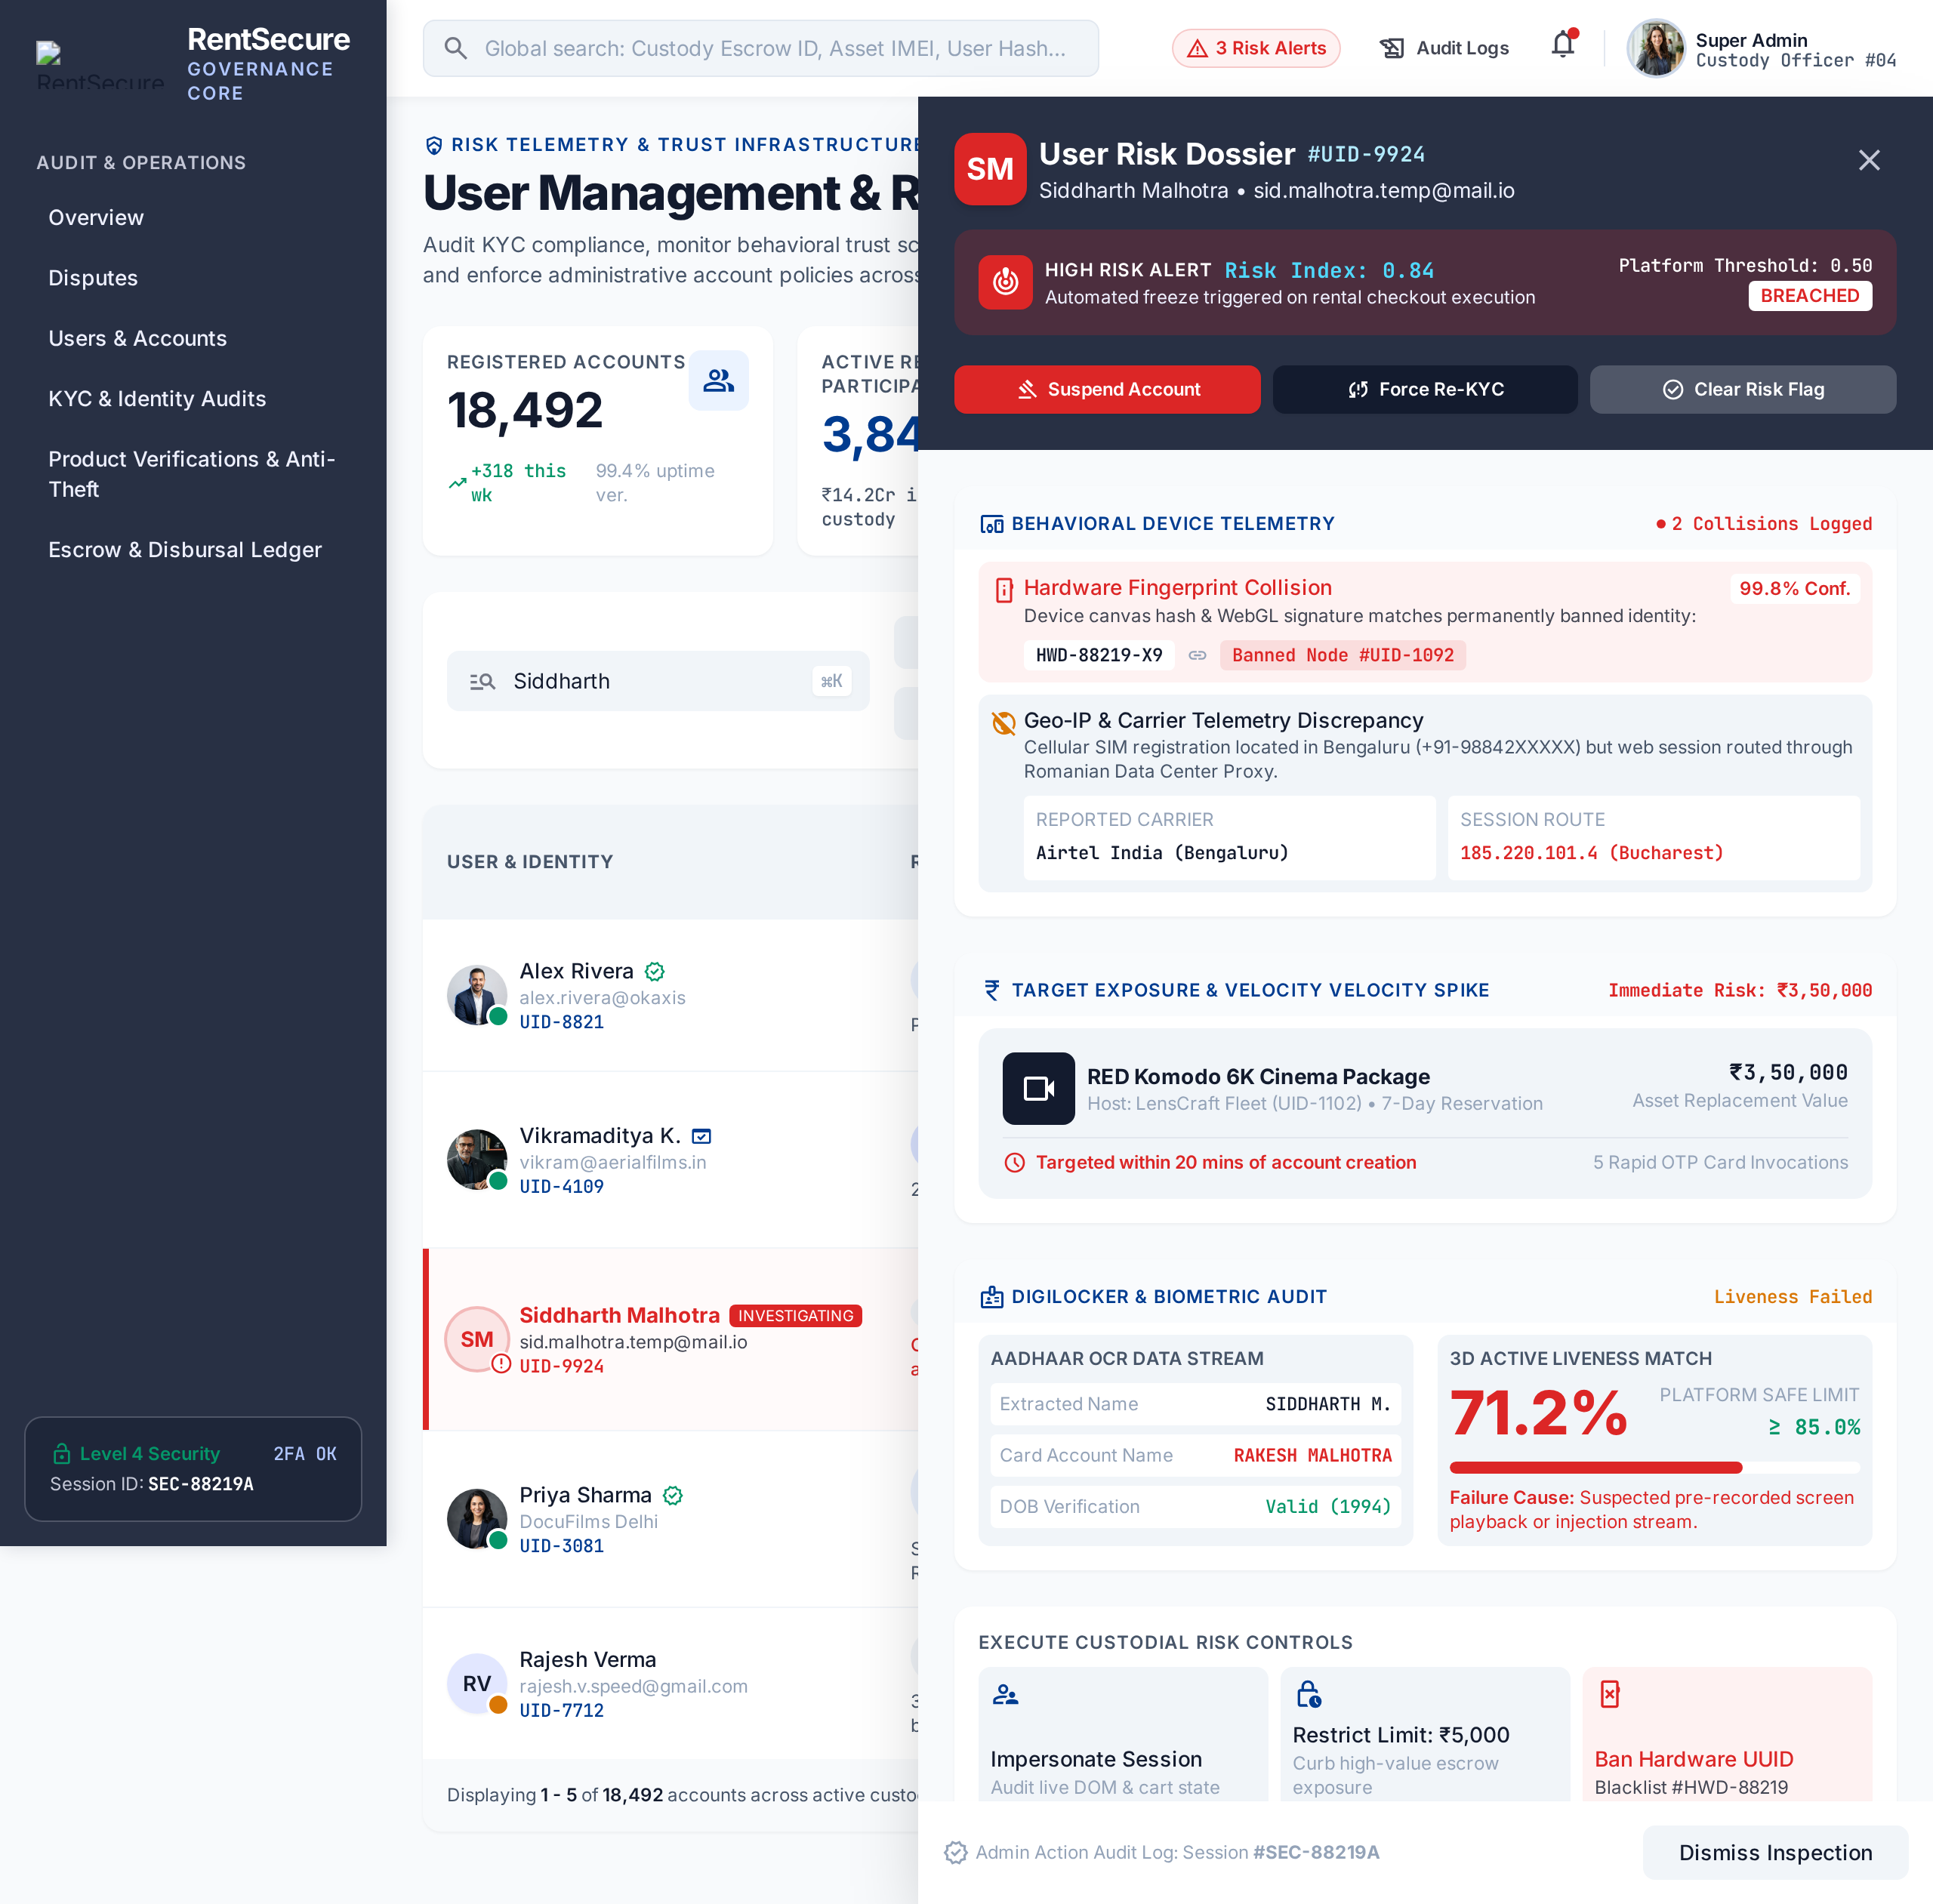 RentSecure
RentSecure
GOVERNANCE
CORE
AUDIT & OPERATIONS
Overview
Disputes
Users & Accounts
KYC & Identity Audits
Product Verifications & Anti-
Theft
Escrow & Disbursal Ledger
Level 4 Security 2FA OK
Session ID: SEC-88219A
Global search: Custody Escrow ID, Asset IMEI, User Hash...
3 Risk Alerts
Audit Logs
Super Admin
Custody Officer #04
RISK TELEMETRY & TRUST INFRASTRUCTURE
User Management & R
Audit KYC compliance, monitor behavioral trust sc
and enforce administrative account policies across
REGISTERED ACCOUNTS
18,492
+318 this
wk
99.4% uptime
ver.
ACTIVE RE
PARTICIPA
3,84
₹14.2Cr i
custody
Siddharth ⌘K
USER & IDENTITY
Alex Rivera
alex.rivera@okaxis
UID-8821
Vikramaditya K.
vikram@aerialfilms.in
UID-4109
SM
Siddharth Malhotra INVESTIGATING
sid.malhotra.temp@mail.io
UID-9924
Priya Sharma
DocuFilms Delhi
UID-3081
RV
Rajesh Verma
rajesh.v.speed@gmail.com
UID-7712
Displaying 1 - 5 of 18,492 accounts across active custo
SM
User Risk Dossier #UID-9924
Siddharth Malhotra • sid.malhotra.temp@mail.io
HIGH RISK ALERT Risk Index: 0.84
Automated freeze triggered on rental checkout execution
Platform Threshold: 0.50
BREACHED
Suspend Account
Force Re-KYC
Clear Risk Flag
BEHAVIORAL DEVICE TELEMETRY
2 Collisions Logged
Hardware Fingerprint Collision
99.8% Conf.
Device canvas hash & WebGL signature matches permanently banned identity:
HWD-88219-X9
Banned Node #UID-1092
Geo-IP & Carrier Telemetry Discrepancy
Cellular SIM registration located in Bengaluru (+91-98842XXXXX) but web session routed through
Romanian Data Center Proxy.
REPORTED CARRIER
Airtel India (Bengaluru)
SESSION ROUTE
185.220.101.4 (Bucharest)
TARGET EXPOSURE & VELOCITY VELOCITY SPIKE
Immediate Risk: ₹3,50,000
RED Komodo 6K Cinema Package
Host: LensCraft Fleet (UID-1102) • 7-Day Reservation
₹3,50,000
Asset Replacement Value
Targeted within 20 mins of account creation
5 Rapid OTP Card Invocations
DIGILOCKER & BIOMETRIC AUDIT
Liveness Failed
AADHAAR OCR DATA STREAM
Extracted Name SIDDHARTH M.
Card Account Name RAKESH MALHOTRA
DOB Verification Valid (1994)
3D ACTIVE LIVENESS MATCH
71.2%
PLATFORM SAFE LIMIT
≥ 85.0%
Failure Cause: Suspected pre-recorded screen
playback or injection stream.
EXECUTE CUSTODIAL RISK CONTROLS
Impersonate Session
Audit live DOM & cart state
Restrict Limit: ₹5,000
Curb high-value escrow
exposure
Ban Hardware UUID
Blacklist #HWD-88219
Admin Action Audit Log: Session #SEC-88219A
Dismiss Inspection